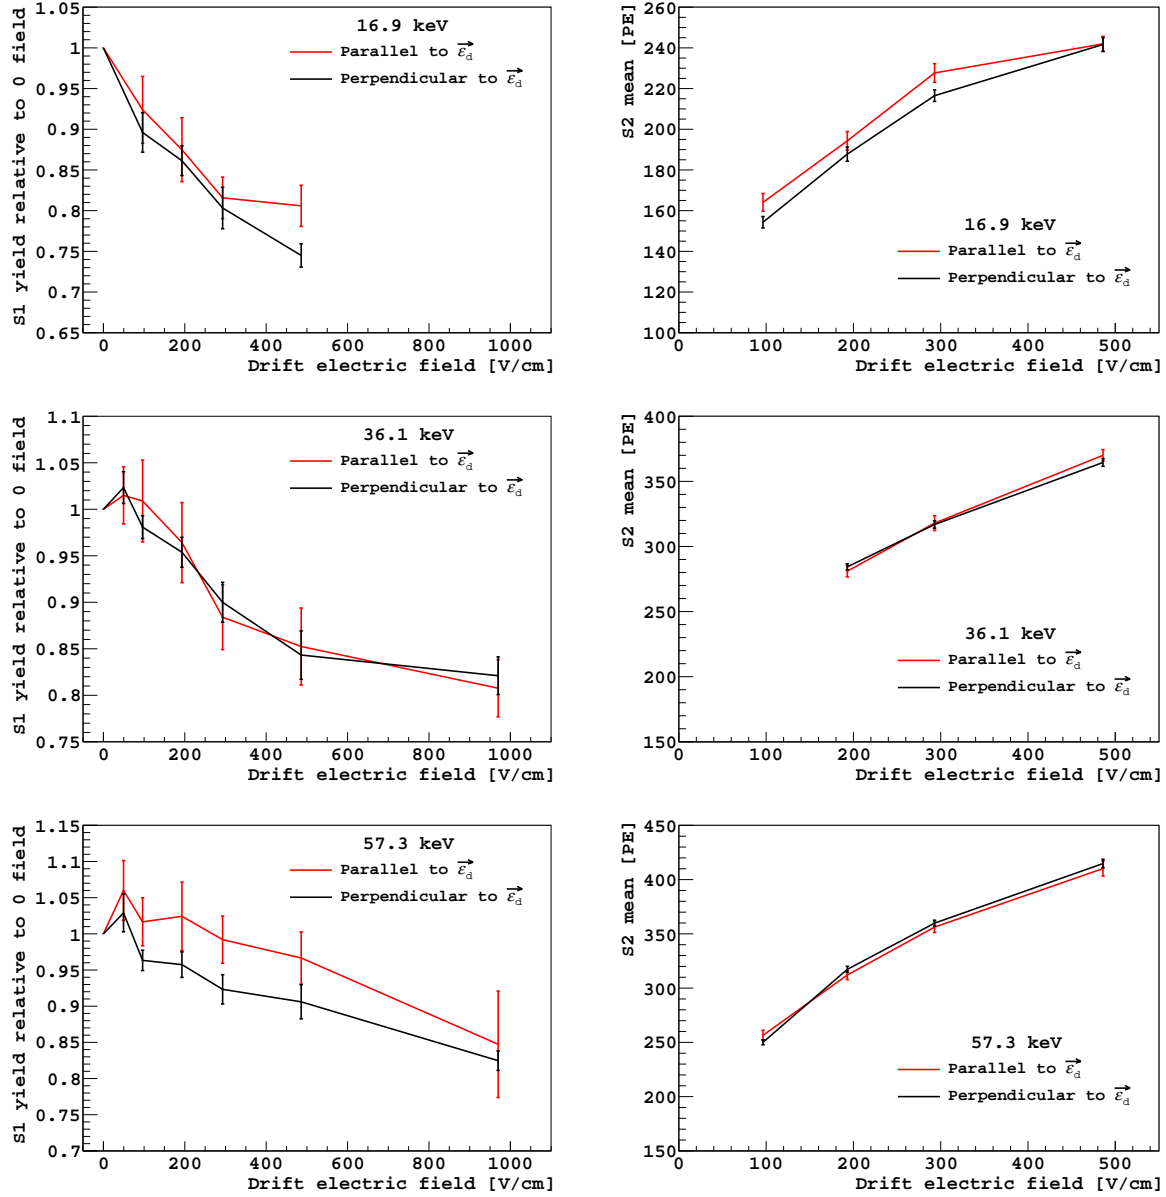 S1 yield relative to 0 field
1.05
1
0.95
0.9
0.85
0.8
0.75
0.7
0.65
16.9 keV
Parallel to ε⃗d
Perpendicular to ε⃗d
0 200 400 600 800 1000
Drift electric field [V/cm]
S2 mean [PE]
260
240
220
200
180
160
140
120
100
16.9 keV
Parallel to ε⃗d
Perpendicular to ε⃗d
0 100 200 300 400 500
Drift electric field [V/cm]
S1 yield relative to 0 field
1.1
1.05
1
0.95
0.9
0.85
0.8
0.75
36.1 keV
Parallel to ε⃗d
Perpendicular to ε⃗d
0 200 400 600 800 1000
Drift electric field [V/cm]
S2 mean [PE]
400
350
300
250
200
150
36.1 keV
Parallel to ε⃗d
Perpendicular to ε⃗d
0 100 200 300 400 500
Drift electric field [V/cm]
S1 yield relative to 0 field
1.15
1.1
1.05
1
0.95
0.9
0.85
0.8
0.75
0.7
57.3 keV
Parallel to ε⃗d
Perpendicular to ε⃗d
0 200 400 600 800 1000
Drift electric field [V/cm]
S2 mean [PE]
450
400
350
300
250
200
150
57.3 keV
Parallel to ε⃗d
Perpendicular to ε⃗d
0 100 200 300 400 500
Drift electric field [V/cm]